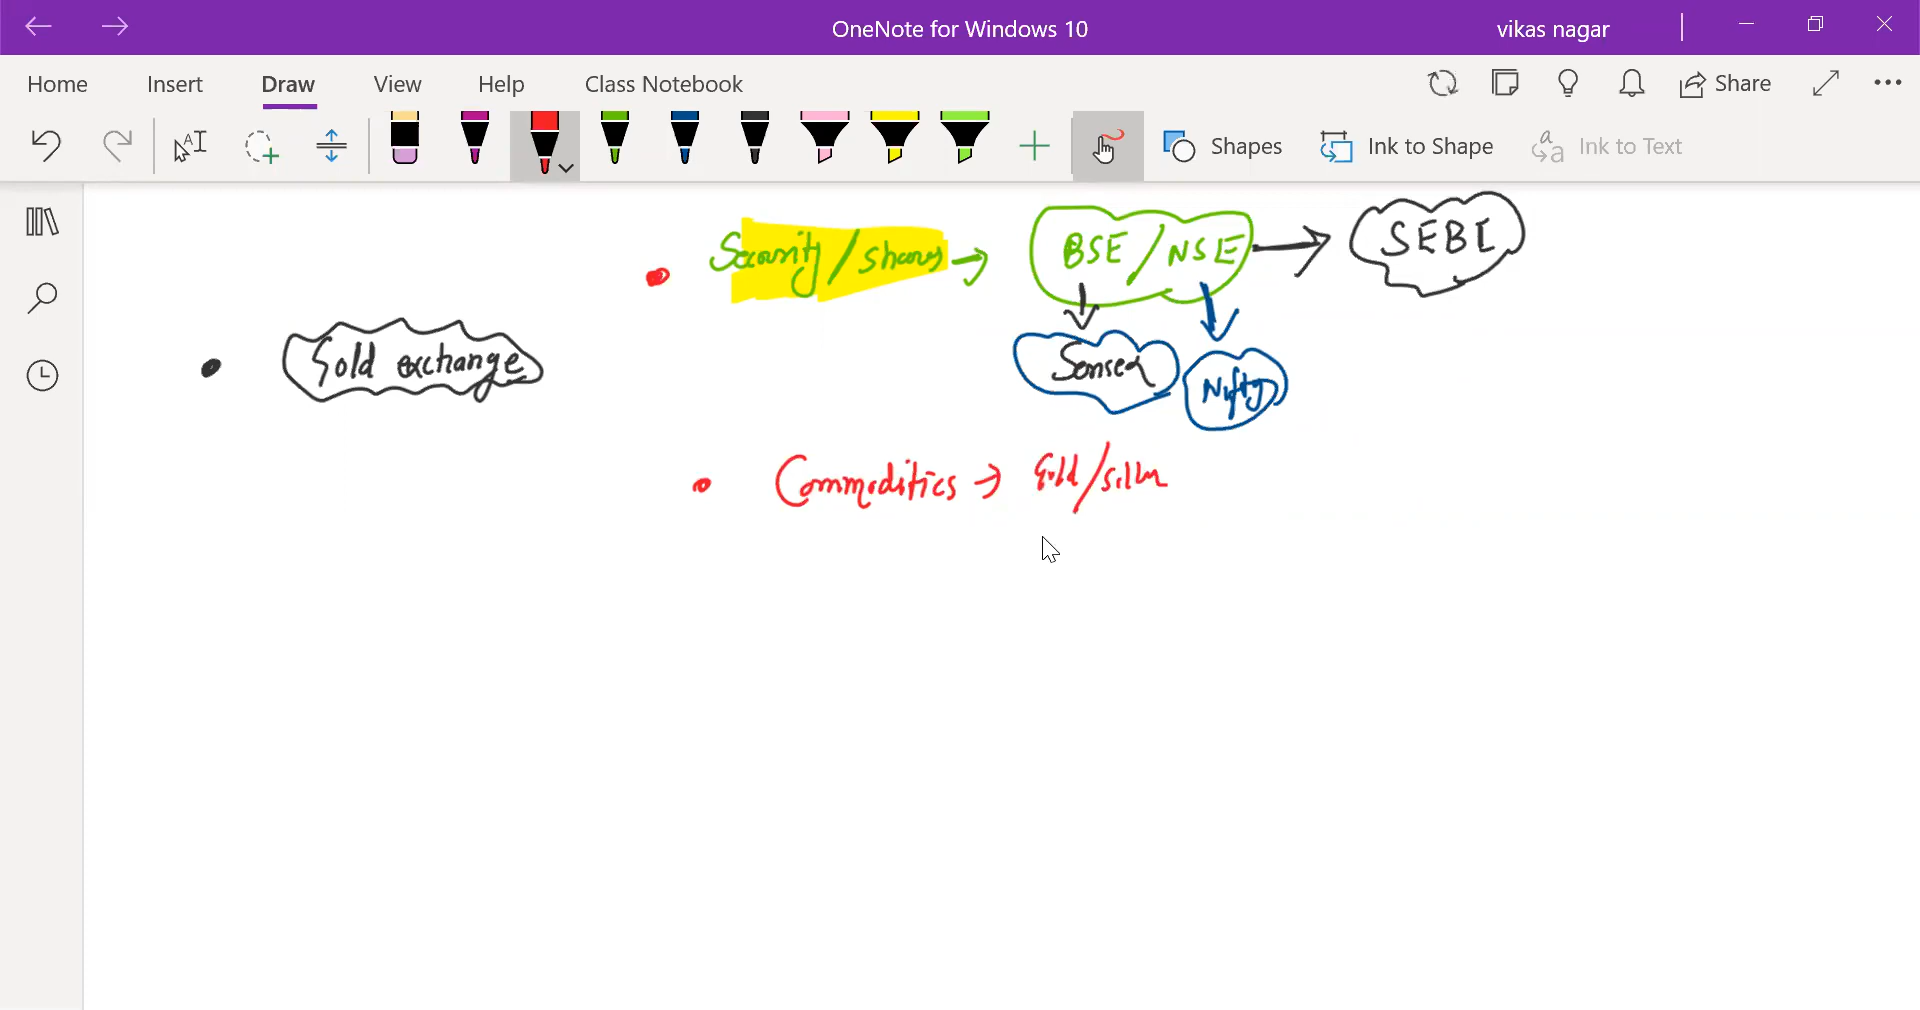 OneNote for Windows 10
vikas nagar
Home Insert Draw View Help Class Notebook
Share
Shapes Ink to Shape Ink to Text
Security / shares → BSE / NSE → SEBI
Gold exchange
Sensex Nifty
Commodities → Gold/silver